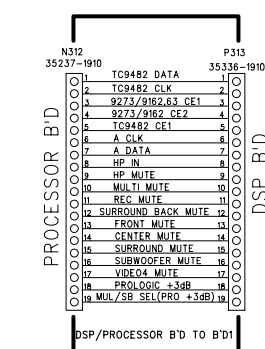 N312
35237-1910
P313
35336-1910
PROCESSOR B'D
DSP B'D
1 TC9482 DATA 1
2 TC9482 CLK 2
3 9273/9162,63 CE1 3
4 9273/9162 CE2 4
5 TC9482 CE1 5
6 A CLK 6
7 A DATA 7
8 HP IN 8
9 HP MUTE 9
10 MULTI MUTE 10
11 REC MUTE 11
12 SURROUND BACK MUTE 12
13 FRONT MUTE 13
14 CENTER MUTE 14
15 SURROUND MUTE 15
16 SUBWOOFER MUTE 16
17 VIDEO4 MUTE 17
18 PROLOGIC +3dB 18
19 MUL/SB SEL(PRO +3dB) 19
DSP/PROCESSOR B'D TO B'D1